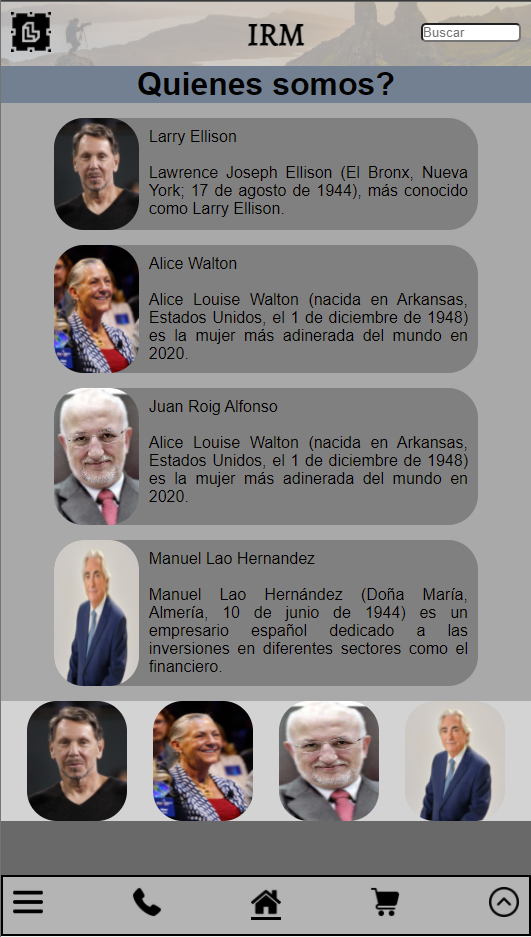 IRM
Buscar
Quienes somos?
Larry Ellison
Lawrence Joseph Ellison (El Bronx, Nueva
York; 17 de agosto de 1944), más conocido
como Larry Ellison.
Alice Walton
Alice Louise Walton (nacida en Arkansas,
Estados Unidos, el 1 de diciembre de 1948)
es la mujer más adinerada del mundo en
2020.
Juan Roig Alfonso
Alice Louise Walton (nacida en Arkansas,
Estados Unidos, el 1 de diciembre de 1948)
es la mujer más adinerada del mundo en
2020.
Manuel Lao Hernandez
Manuel Lao Hernández (Doña María,
Almería, 10 de junio de 1944) es un
empresario español dedicado a las
inversiones en diferentes sectores como el
financiero.